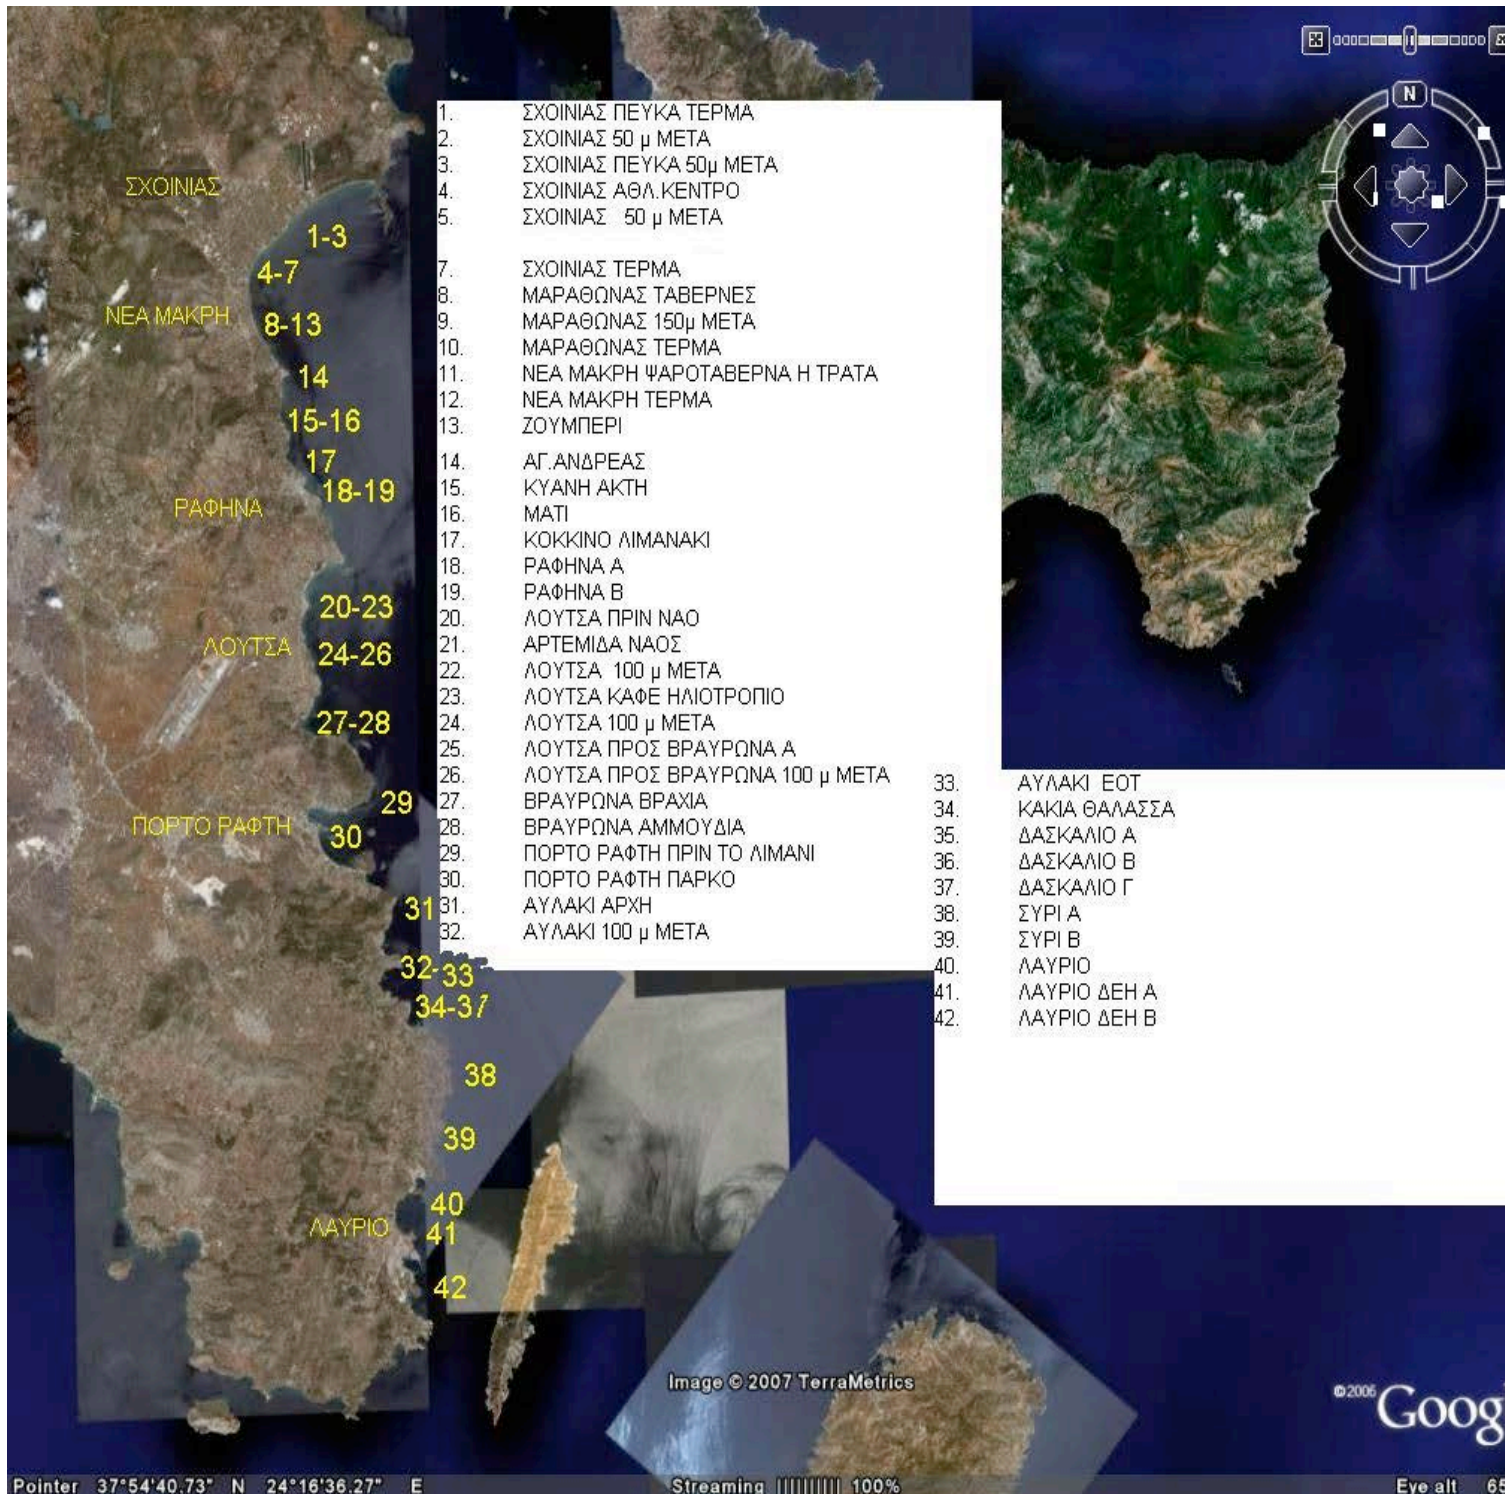 N
1. ΣΧΟΙΝΙΑΣ ΠΕΥΚΑ ΤΕΡΜΑ
2. ΣΧΟΙΝΙΑΣ 50 μ ΜΕΤΑ
3. ΣΧΟΙΝΙΑΣ ΠΕΥΚΑ 50μ ΜΕΤΑ
4. ΣΧΟΙΝΙΑΣ ΑΘΛ.ΚΕΝΤΡΟ
5. ΣΧΟΙΝΙΑΣ 50 μ ΜΕΤΑ
7. ΣΧΟΙΝΙΑΣ ΤΕΡΜΑ
8. ΜΑΡΑΘΩΝΑΣ ΤΑΒΕΡΝΕΣ
9. ΜΑΡΑΘΩΝΑΣ 150μ ΜΕΤΑ
10. ΜΑΡΑΘΩΝΑΣ ΤΕΡΜΑ
11. ΝΕΑ ΜΑΚΡΗ ΨΑΡΟΤΑΒΕΡΝΑ Η ΤΡΑΤΑ
12. ΝΕΑ ΜΑΚΡΗ ΤΕΡΜΑ
13. ΖΟΥΜΠΕΡΙ
14. ΑΓ.ΑΝΔΡΕΑΣ
15. ΚΥΑΝΗ ΑΚΤΗ
16. ΜΑΤΙ
17. ΚΟΚΚΙΝΟ ΛΙΜΑΝΑΚΙ
18. ΡΑΦΗΝΑ Α
19. ΡΑΦΗΝΑ Β
20. ΛΟΥΤΣΑ ΠΡΙΝ ΝΑΟ
21. ΑΡΤΕΜΙΔΑ ΝΑΟΣ
22. ΛΟΥΤΣΑ 100 μ ΜΕΤΑ
23. ΛΟΥΤΣΑ ΚΑΦΕ ΗΛΙΟΤΡΟΠΙΟ
24. ΛΟΥΤΣΑ 100 μ ΜΕΤΑ
25. ΛΟΥΤΣΑ ΠΡΟΣ ΒΡΑΥΡΩΝΑ Α
26. ΛΟΥΤΣΑ ΠΡΟΣ ΒΡΑΥΡΩΝΑ 100 μ ΜΕΤΑ
27. ΒΡΑΥΡΩΝΑ ΒΡΑΧΙΑ
28. ΒΡΑΥΡΩΝΑ ΑΜΜΟΥΔΙΑ
29. ΠΟΡΤΟ ΡΑΦΤΗ ΠΡΙΝ ΤΟ ΛΙΜΑΝΙ
30. ΠΟΡΤΟ ΡΑΦΤΗ ΠΑΡΚΟ
31. ΑΥΛΑΚΙ ΑΡΧΗ
32. ΑΥΛΑΚΙ 100 μ ΜΕΤΑ
33. ΑΥΛΑΚΙ ΕΟΤ
34. ΚΑΚΙΑ ΘΑΛΑΣΣΑ
35. ΔΑΣΚΑΛΙΟ Α
36. ΔΑΣΚΑΛΙΟ Β
37. ΔΑΣΚΑΛΙΟ Γ
38. ΣΥΡΙ Α
39. ΣΥΡΙ Β
40. ΛΑΥΡΙΟ
41. ΛΑΥΡΙΟ ΔΕΗ Α
42. ΛΑΥΡΙΟ ΔΕΗ Β
ΣΧΟΙΝΙΑΣ
1-3
4-7
ΝΕΑ ΜΑΚΡΗ
8-13
14
15-16
17
18-19
ΡΑΦΗΝΑ
20-23
ΛΟΥΤΣΑ
24-26
27-28
29
ΠΟΡΤΟ ΡΑΦΤΗ
30
31
32-33
34-37
38
39
40
ΛΑΥΡΙΟ
41
42
Image © 2007 TerraMetrics
©2006 Goog
Pointer 37°54'40.73" N 24°16'36.27" E
Streaming |||||||||| 100%
Eye alt 65